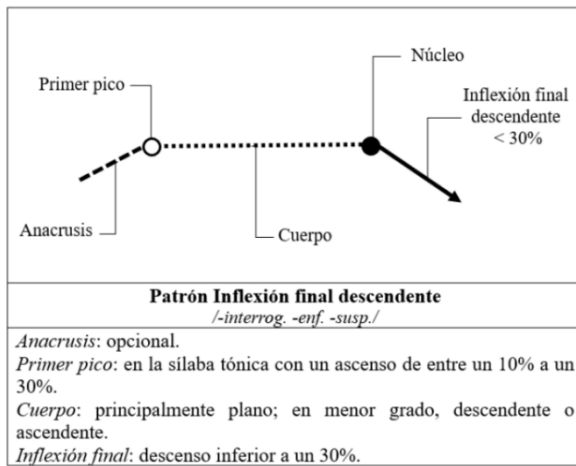 Núcleo
Primer pico
Inflexión final
descendente
< 30%
Anacrusis
Cuerpo
Patrón Inflexión final descendente
/-interrog. -enf. -susp./
Anacrusis: opcional.
Primer pico: en la sílaba tónica con un ascenso de entre un 10% a un
30%.
Cuerpo: principalmente plano; en menor grado, descendente o
ascendente.
Inflexión final: descenso inferior a un 30%.